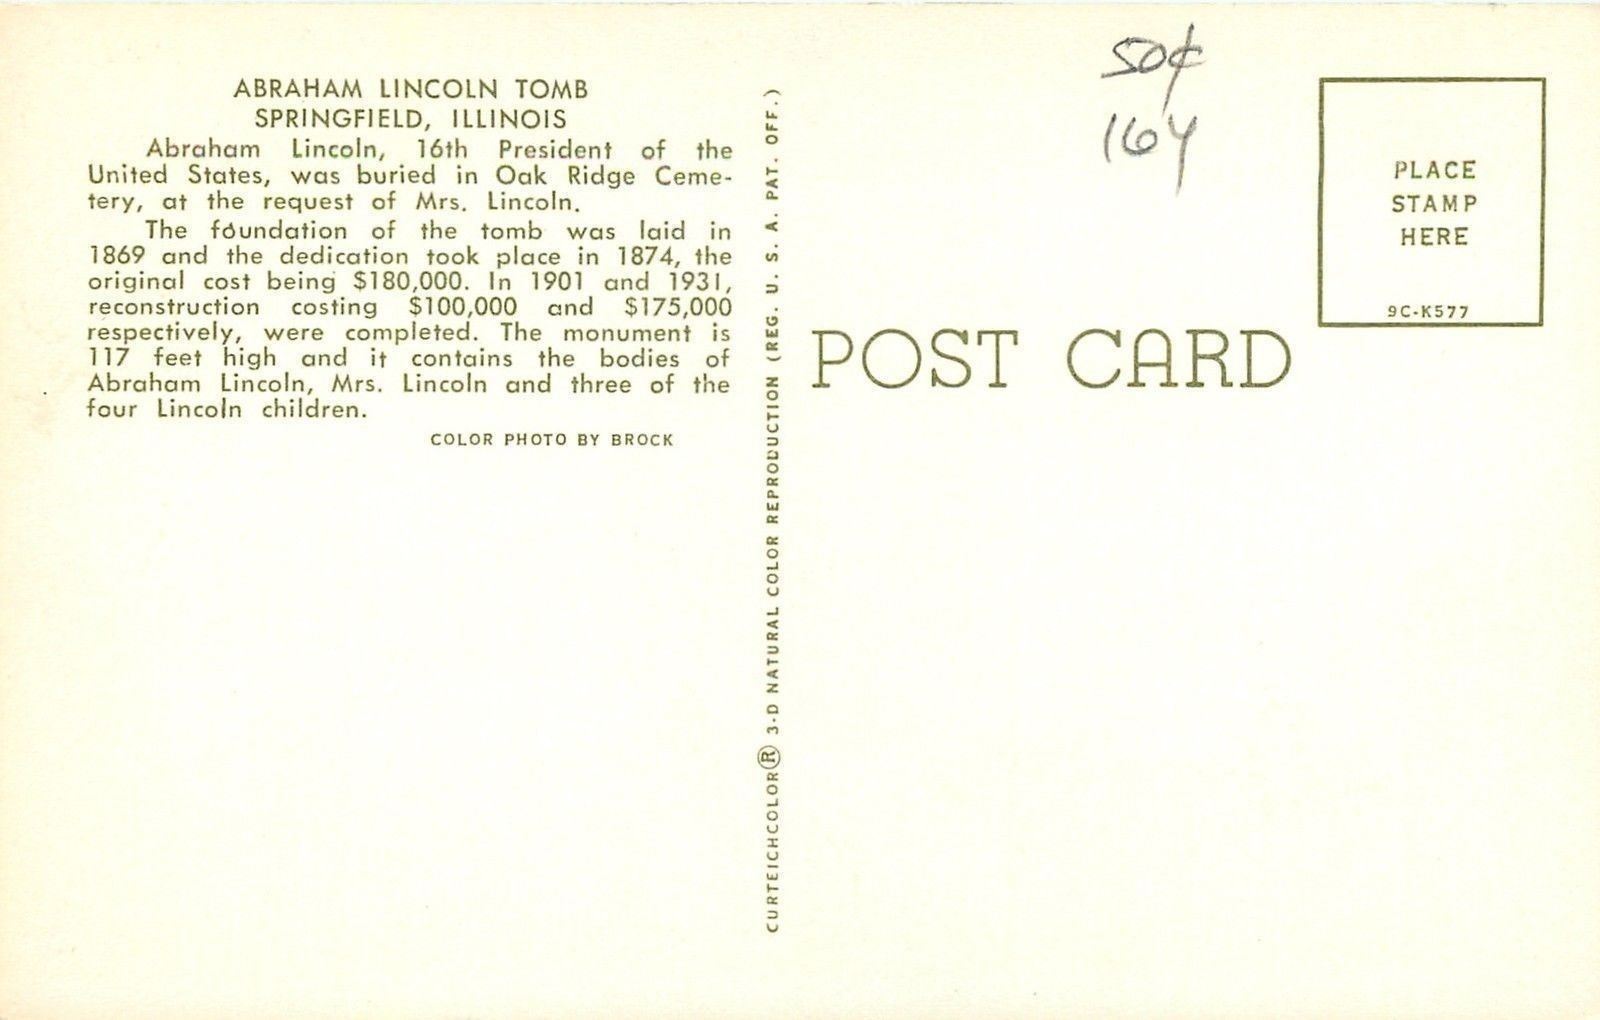 ABRAHAM LINCOLN TOMB
SPRINGFIELD, ILLINOIS
Abraham Lincoln, 16th President of the
United States, was buried in Oak Ridge Ceme-
tery, at the request of Mrs. Lincoln.
The foundation of the tomb was laid in
1869 and the dedication took place in 1874, the
original cost being $180,000. In 1901 and 1931,
reconstruction costing $100,000 and $175,000
respectively, were completed. The monument is
117 feet high and it contains the bodies of
Abraham Lincoln, Mrs. Lincoln and three of the
four Lincoln children.
COLOR PHOTO BY BROCK
CURTEICHCOLOR® 3-D NATURAL COLOR REPRODUCTION (REG. U. S. A. PAT. OFF.)
50¢
164
POST CARD
PLACE
STAMP
HERE
9C-K577